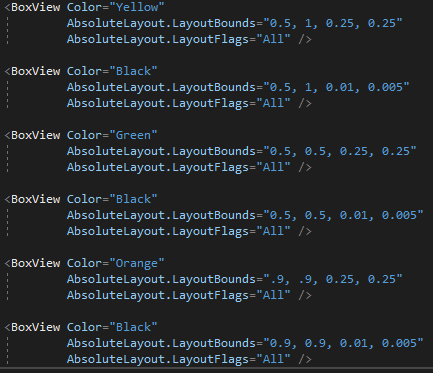 <BoxView Color="Yellow"
AbsoluteLayout.LayoutBounds="0.5, 1, 0.25, 0.25"
AbsoluteLayout.LayoutFlags="All" />
<BoxView Color="Black"
AbsoluteLayout.LayoutBounds="0.5, 1, 0.01, 0.005"
AbsoluteLayout.LayoutFlags="All" />
<BoxView Color="Green"
AbsoluteLayout.LayoutBounds="0.5, 0.5, 0.25, 0.25"
AbsoluteLayout.LayoutFlags="All" />
<BoxView Color="Black"
AbsoluteLayout.LayoutBounds="0.5, 0.5, 0.01, 0.005"
AbsoluteLayout.LayoutFlags="All" />
<BoxView Color="Orange"
AbsoluteLayout.LayoutBounds=".9, .9, 0.25, 0.25"
AbsoluteLayout.LayoutFlags="All" />
<BoxView Color="Black"
AbsoluteLayout.LayoutBounds="0.9, 0.9, 0.01, 0.005"
AbsoluteLayout.LayoutFlags="All" />